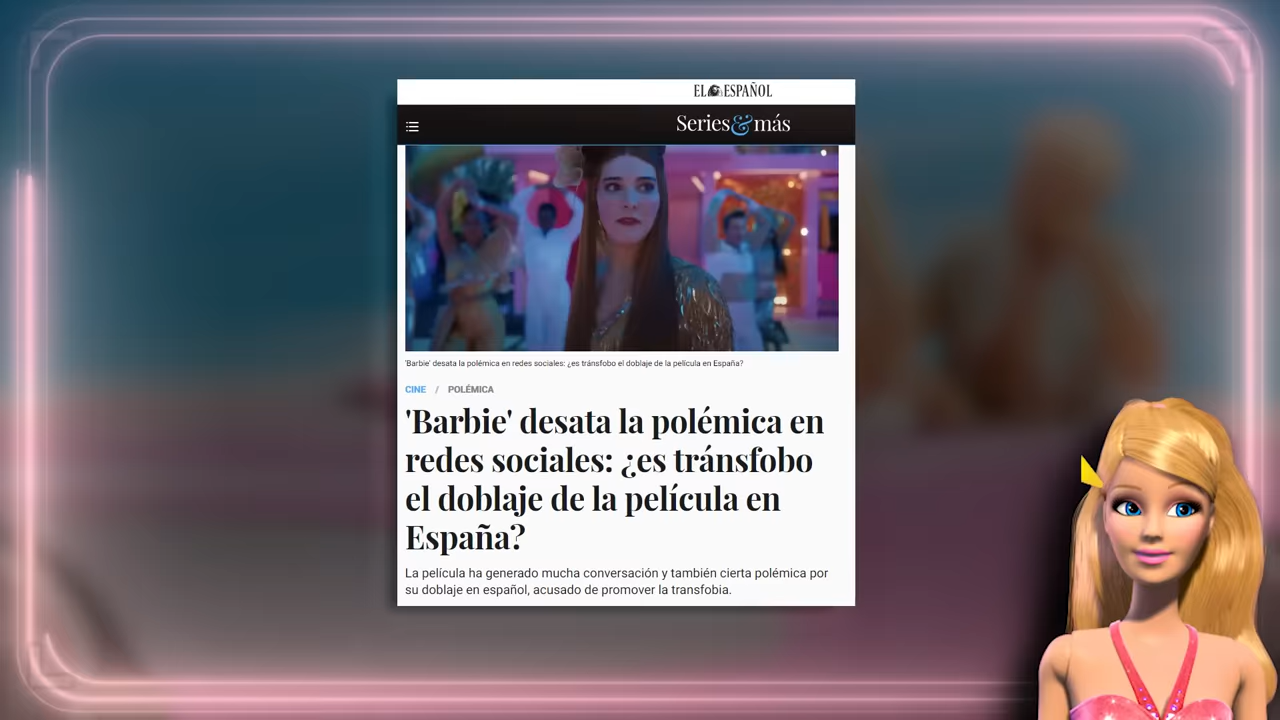 EL ESPAÑOL
Series&más
'Barbie' desata la polémica en redes sociales: ¿es tránsfobo el doblaje de la película en España?
CINE / POLÉMICA
'Barbie' desata la polémica en
redes sociales: ¿es tránsfobo
el doblaje de la película en
España?
La película ha generado mucha conversación y también cierta polémica por
su doblaje en español, acusado de promover la transfobia.